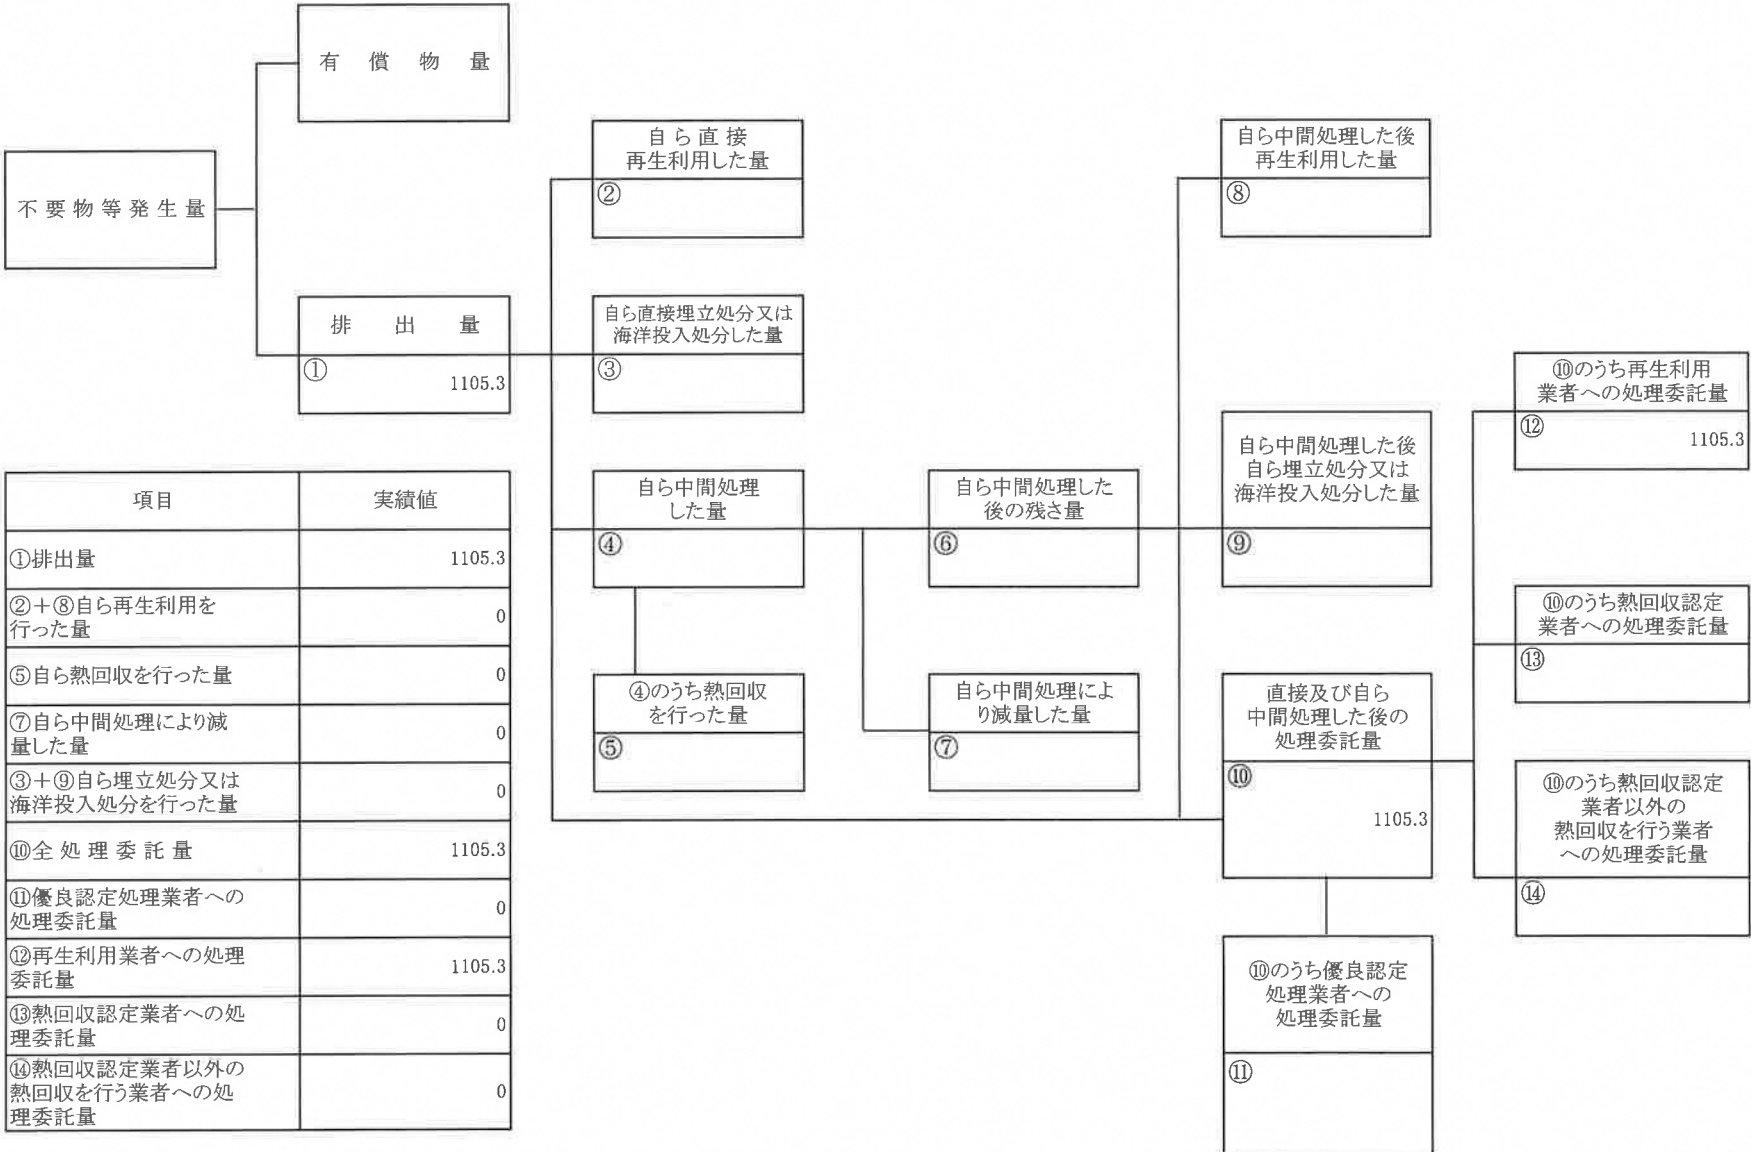 有償物量
不要物等発生量
排出量
①
1105.3
自ら直接
再生利用した量
②
自ら直接埋立処分又は
海洋投入処分した量
③
自ら中間処理
した量
④
④のうち熱回収
を行った量
⑤
自ら中間処理した
後の残さ量
⑥
自ら中間処理によ
り減量した量
⑦
自ら中間処理した後
再生利用した量
⑧
自ら中間処理した後
自ら埋立処分又は
海洋投入処分した量
⑨
直接及び自ら
中間処理した後の
処理委託量
⑩
1105.3
⑩のうち優良認定
処理業者への
処理委託量
⑪
⑩のうち再生利用
業者への処理委託量
⑫
1105.3
⑩のうち熱回収認定
業者への処理委託量
⑬
⑩のうち熱回収認定
業者以外の
熱回収を行う業者
への処理委託量
⑭
項目 実績値
①排出量 1105.3
②+⑧自ら再生利用を
行った量 0
⑤自ら熱回収を行った量 0
⑦自ら中間処理により減
量した量 0
③+⑨自ら埋立処分又は
海洋投入処分を行った量 0
⑩全処理委託量 1105.3
⑪優良認定処理業者への
処理委託量 0
⑫再生利用業者への処理
委託量 1105.3
⑬熱回収認定業者への処
理委託量 0
⑭熱回収認定業者以外の
熱回収を行う業者への処
理委託量 0